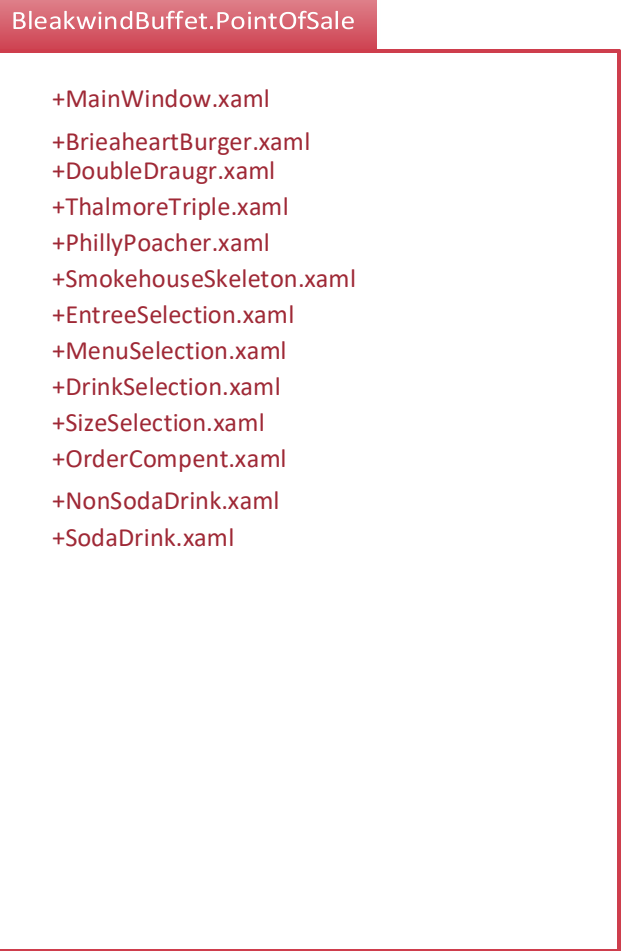 BleakwindBuffet.PointOfSale
+MainWindow.xaml
+BrieaheartBurger.xaml
+DoubleDraugr.xaml
+ThalmoreTriple.xaml
+PhillyPoacher.xaml
+SmokehouseSkeleton.xaml
+EntreeSelection.xaml
+MenuSelection.xaml
+DrinkSelection.xaml
+SizeSelection.xaml
+OrderCompent.xaml
+NonSodaDrink.xaml
+SodaDrink.xaml